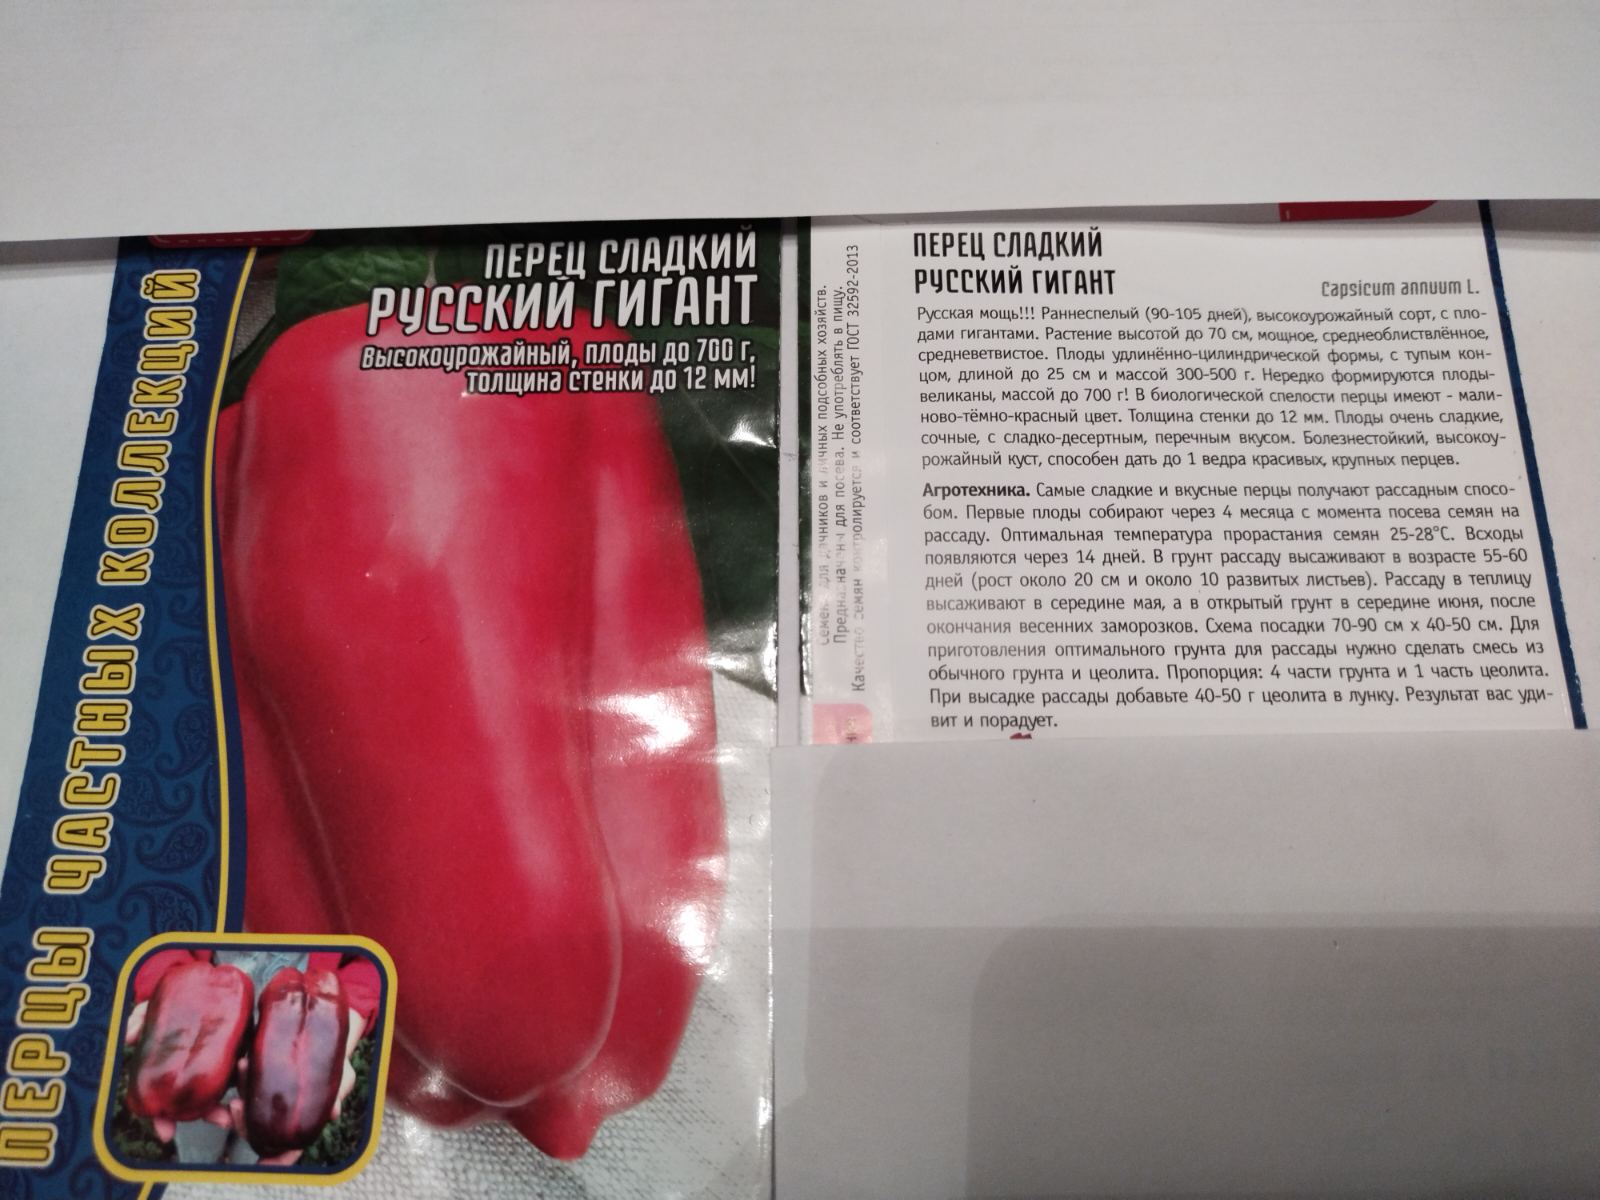 ПЕРЦЫ ЧАСТНЫХ КОЛЛЕКЦИЙ
ПЕРЕЦ СЛАДКИЙ
РУССКИЙ ГИГАНТ
Высокоурожайный, плоды до 700 г,
толщина стенки до 12 мм!
Семена для дачников и личных подсобных хозяйств.
Предназначены для посева. Не употреблять в пищу.
Качество семян контролируется и соответствует ГОСТ 32592-2013
ПЕРЕЦ СЛАДКИЙ
РУССКИЙ ГИГАНТ
Capsicum annuum L.
Русская мощь!!! Раннеспелый (90-105 дней), высокоурожайный сорт, с пло-
дами гигантами. Растение высотой до 70 см, мощное, среднеоблиствлённое,
средневетвистое. Плоды удлинённо-цилиндрической формы, с тупым кон-
цом, длиной до 25 см и массой 300-500 г. Нередко формируются плоды-
великаны, массой до 700 г! В биологической спелости перцы имеют - мали-
ново-тёмно-красный цвет. Толщина стенки до 12 мм. Плоды очень сладкие,
сочные, с сладко-десертным, перечным вкусом. Болезнестойкий, высокоу-
рожайный куст, способен дать до 1 ведра красивых, крупных перцев.
Агротехника. Самые сладкие и вкусные перцы получают рассадным спосо-
бом. Первые плоды собирают через 4 месяца с момента посева семян на
рассаду. Оптимальная температура прорастания семян 25-28°С. Всходы
появляются через 14 дней. В грунт рассаду высаживают в возрасте 55-60
дней (рост около 20 см и около 10 развитых листьев). Рассаду в теплицу
высаживают в середине мая, а в открытый грунт в середине июня, после
окончания весенних заморозков. Схема посадки 70-90 см х 40-50 см. Для
приготовления оптимального грунта для рассады нужно сделать смесь из
обычного грунта и цеолита. Пропорция: 4 части грунта и 1 часть цеолита.
При высадке рассады добавьте 40-50 г цеолита в лунку. Результат вас уди-
вит и порадует.